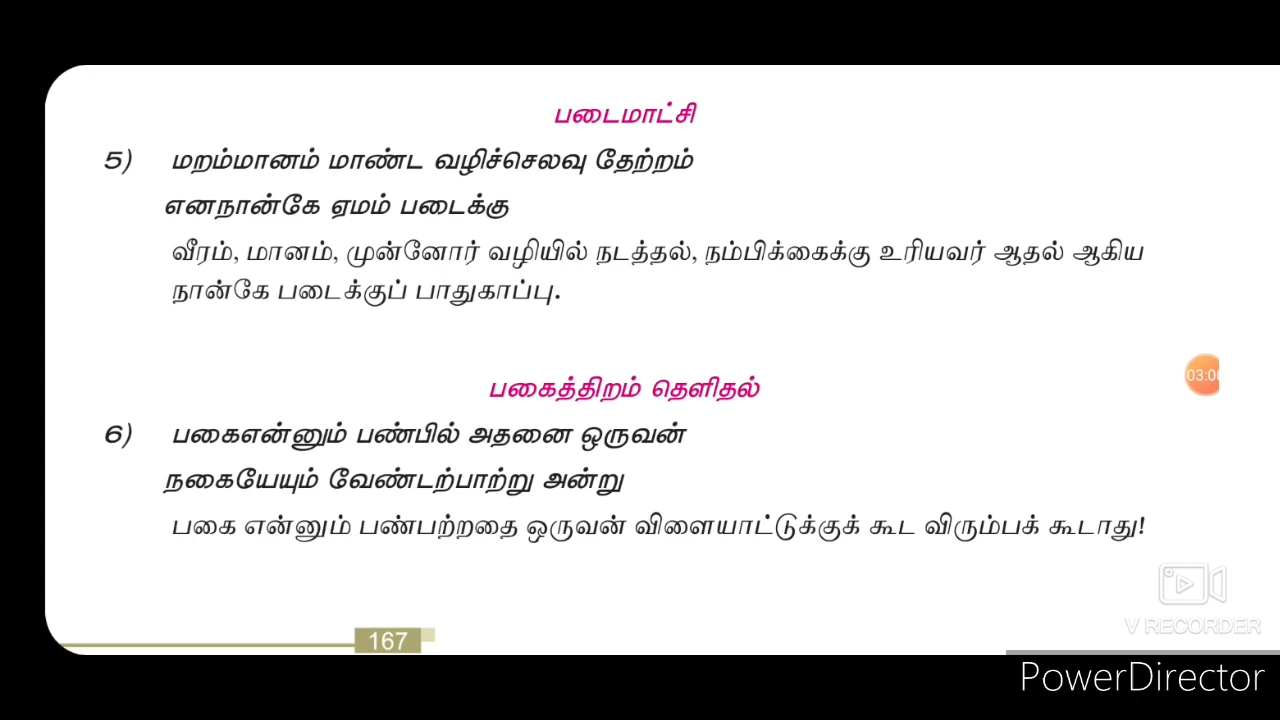 படைமாட்சி
5) மறம்மானம் மாண்ட வழிச்செலவு தேற்றம்
எனநான்கே ஏமம் படைக்கு
வீரம், மானம், முன்னோர் வழியில் நடத்தல், நம்பிக்கைக்கு உரியவர் ஆதல் ஆகிய
நான்கே படைக்குப் பாதுகாப்பு.
03:00
பகைத்திறம் தெளிதல்
6) பகைஎன்னும் பண்பில் அதனை ஒருவன்
நகையேயும் வேண்டற்பாற்று அன்று
பகை என்னும் பண்பற்றதை ஒருவன் விளையாட்டுக்குக் கூட விரும்பக் கூடாது!
V RECORDER
167
PowerDirector